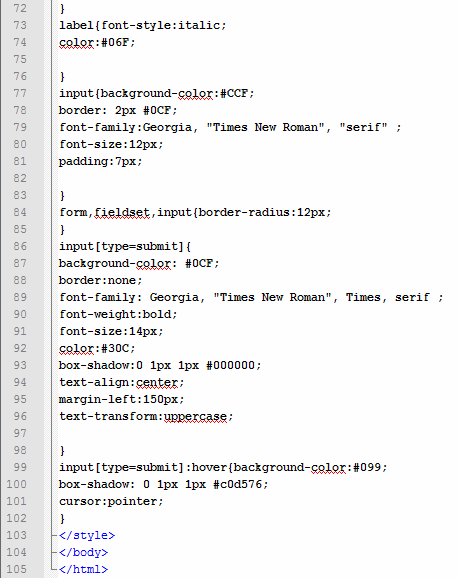 72 }
73 label{font-style:italic;
74 color:#06F;
75
76 }
77 input{background-color:#CCF;
78 border: 2px #0CF;
79 font-family:Georgia, "Times New Roman", "serif" ;
80 font-size:12px;
81 padding:7px;
82
83 }
84 form,fieldset,input{border-radius:12px;
85 }
86 input[type=submit]{
87 background-color: #0CF;
88 border:none;
89 font-family: Georgia, "Times New Roman", Times, serif ;
90 font-weight:bold;
91 font-size:14px;
92 color:#30C;
93 box-shadow:0 1px 1px #000000;
94 text-align:center;
95 margin-left:150px;
96 text-transform:uppercase;
97
98 }
99 input[type=submit]:hover{background-color:#099;
100 box-shadow: 0 1px 1px #c0d576;
101 cursor:pointer;
102 }
103 </style>
104 </body>
105 </html>